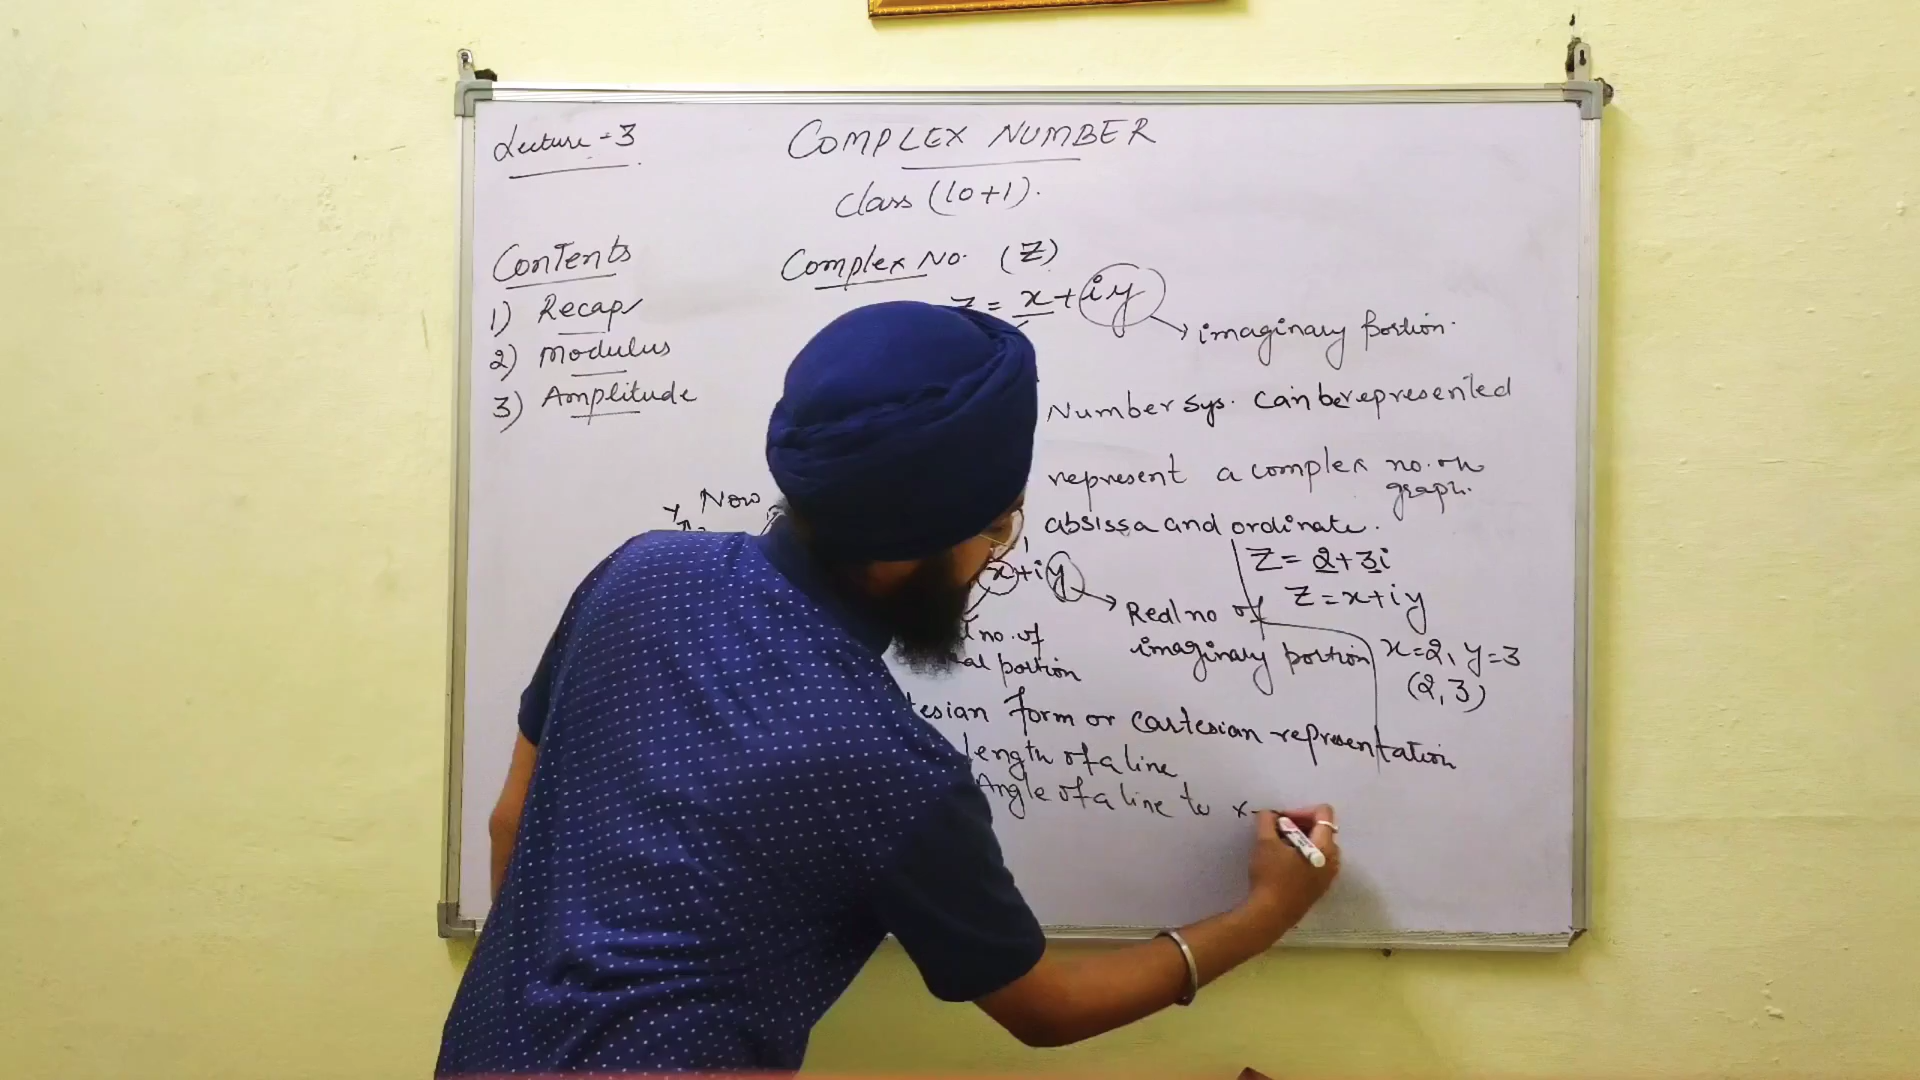 Lecture - 3
COMPLEX NUMBER
Class (10+1).
Contents
1) Recap
2) Modulus
3) Amplitude
Complex No. (Z)
Z = x + iy
imaginary portion.
Number sys. can be represented
represent a complex no. on
graph.
Now
Y
absissa and ordinate.
x+iy
Real no of
imaginary portion
no. of
portion
Z = 2+3i
Z = x+iy
x=2, y=3
(2, 3)
form or cartesian representation
length of a line
Angle of a line to x-